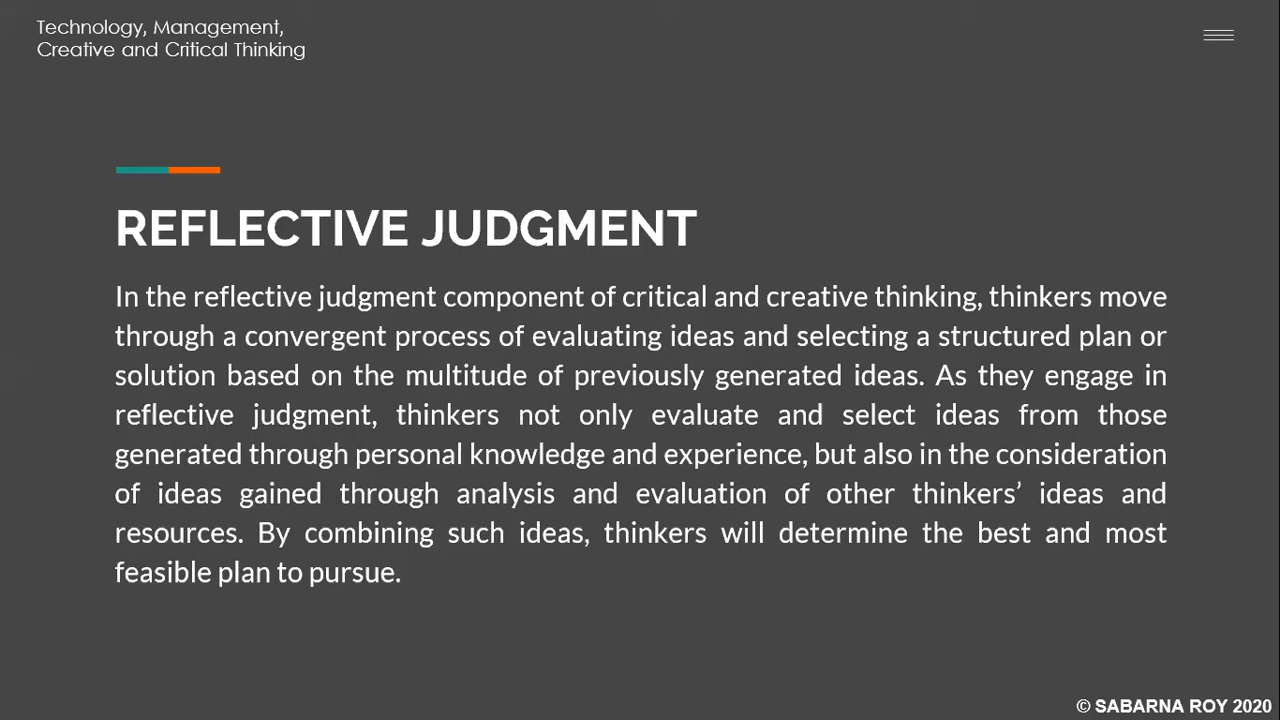 Technology, Management,
Creative and Critical Thinking
REFLECTIVE JUDGMENT
In the reflective judgment component of critical and creative thinking, thinkers move
through a convergent process of evaluating ideas and selecting a structured plan or
solution based on the multitude of previously generated ideas. As they engage in
reflective judgment, thinkers not only evaluate and select ideas from those
generated through personal knowledge and experience, but also in the consideration
of ideas gained through analysis and evaluation of other thinkers’ ideas and
resources. By combining such ideas, thinkers will determine the best and most
feasible plan to pursue.
© SABARNA ROY 2020